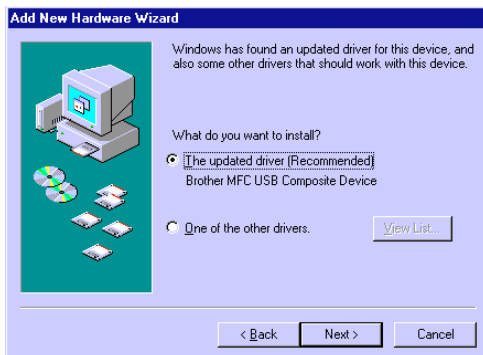 Add New Hardware Wizard
Windows has found an updated driver for this device, and
also some other drivers that should work with this device.
What do you want to install?
The updated driver (Recommended)
Brother MFC USB Composite Device
One of the other drivers.
View List...
< Back
Next >
Cancel